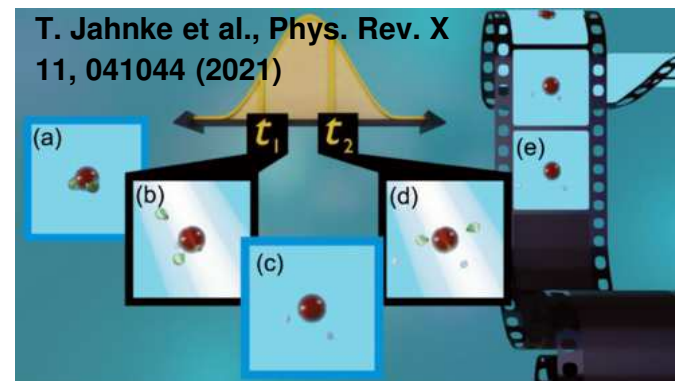 T. Jahnke et al., Phys. Rev. X
11, 041044 (2021)
t1 t2
(a)
(b)
(c)
(d)
(e)